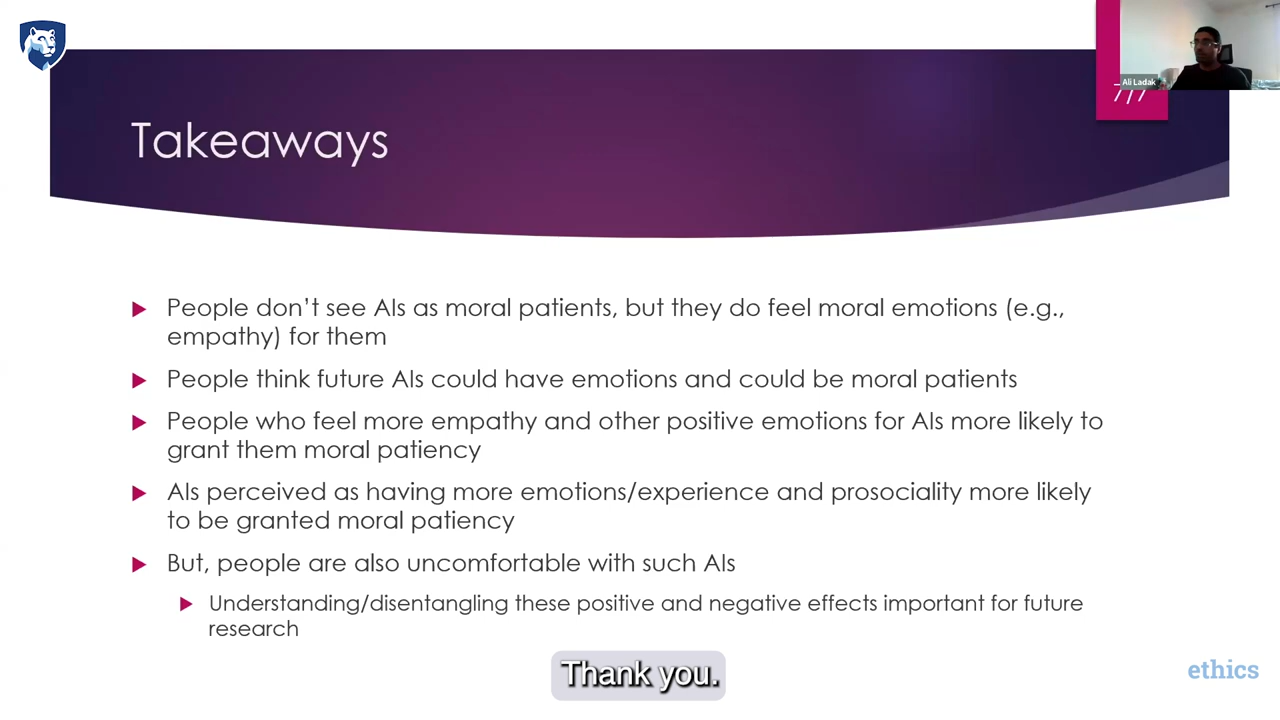 Ali Ladak
7/7
Takeaways
People don't see AIs as moral patients, but they do feel moral emotions (e.g.,
empathy) for them
People think future AIs could have emotions and could be moral patients
People who feel more empathy and other positive emotions for AIs more likely to
grant them moral patiency
AIs perceived as having more emotions/experience and prosociality more likely
to be granted moral patiency
But, people are also uncomfortable with such AIs
Understanding/disentangling these positive and negative effects important for future
research
Thank you.
ethics